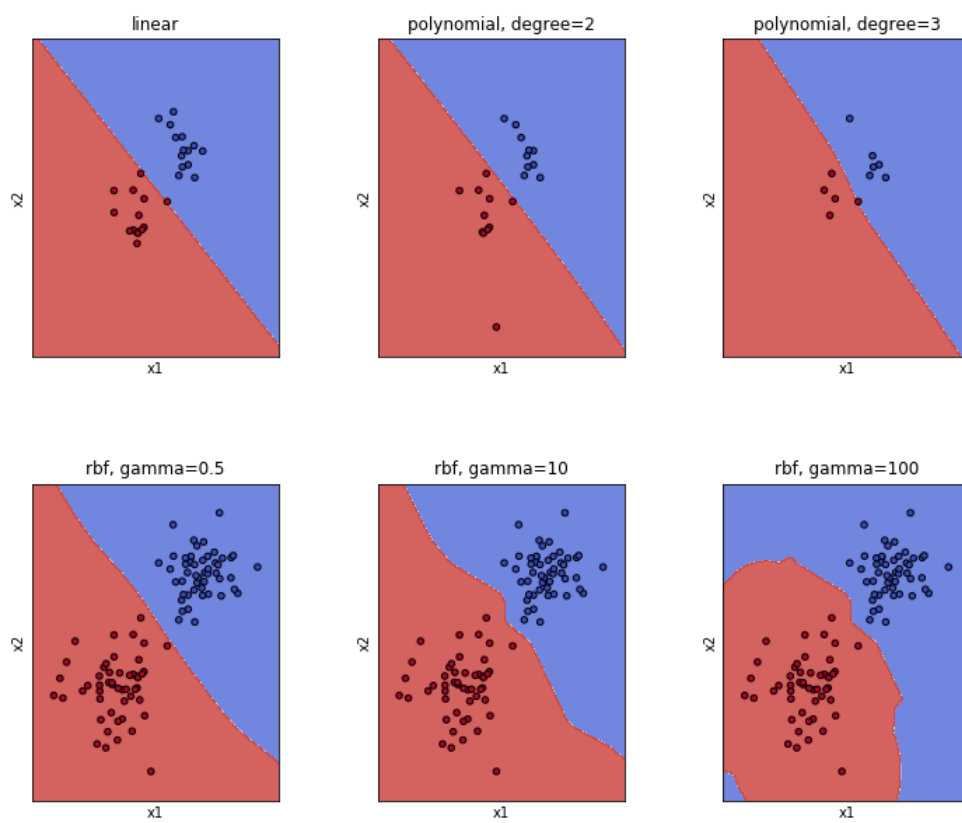 linear
polynomial, degree=2
polynomial, degree=3
x2
x2
x2
x1
x1
x1
rbf, gamma=0.5
rbf, gamma=10
rbf, gamma=100
x2
x2
x2
x1
x1
x1